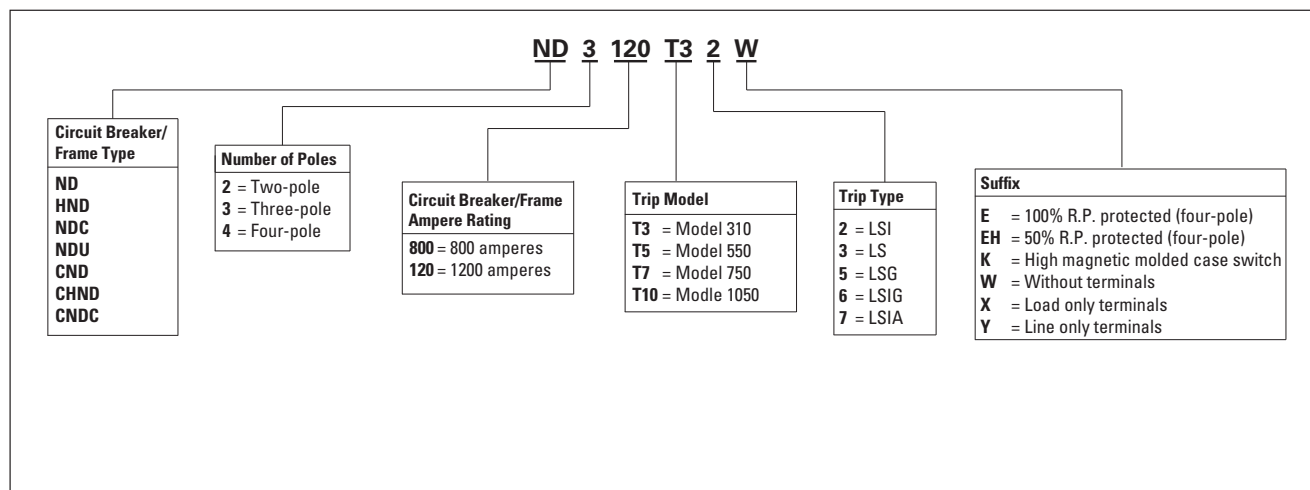 ND 3 120 T3 2 W
Circuit Breaker/
Frame Type
ND
HND
NDC
NDU
CND
CHND
CNDC
Number of Poles
2 = Two-pole
3 = Three-pole
4 = Four-pole
Circuit Breaker/Frame
Ampere Rating
800 = 800 amperes
120 = 1200 amperes
Trip Model
T3 = Model 310
T5 = Model 550
T7 = Model 750
T10 = Modle 1050
Trip Type
2 = LSI
3 = LS
5 = LSG
6 = LSIG
7 = LSIA
Suffix
E = 100% R.P. protected (four-pole)
EH = 50% R.P. protected (four-pole)
K = High magnetic molded case switch
W = Without terminals
X = Load only terminals
Y = Line only terminals